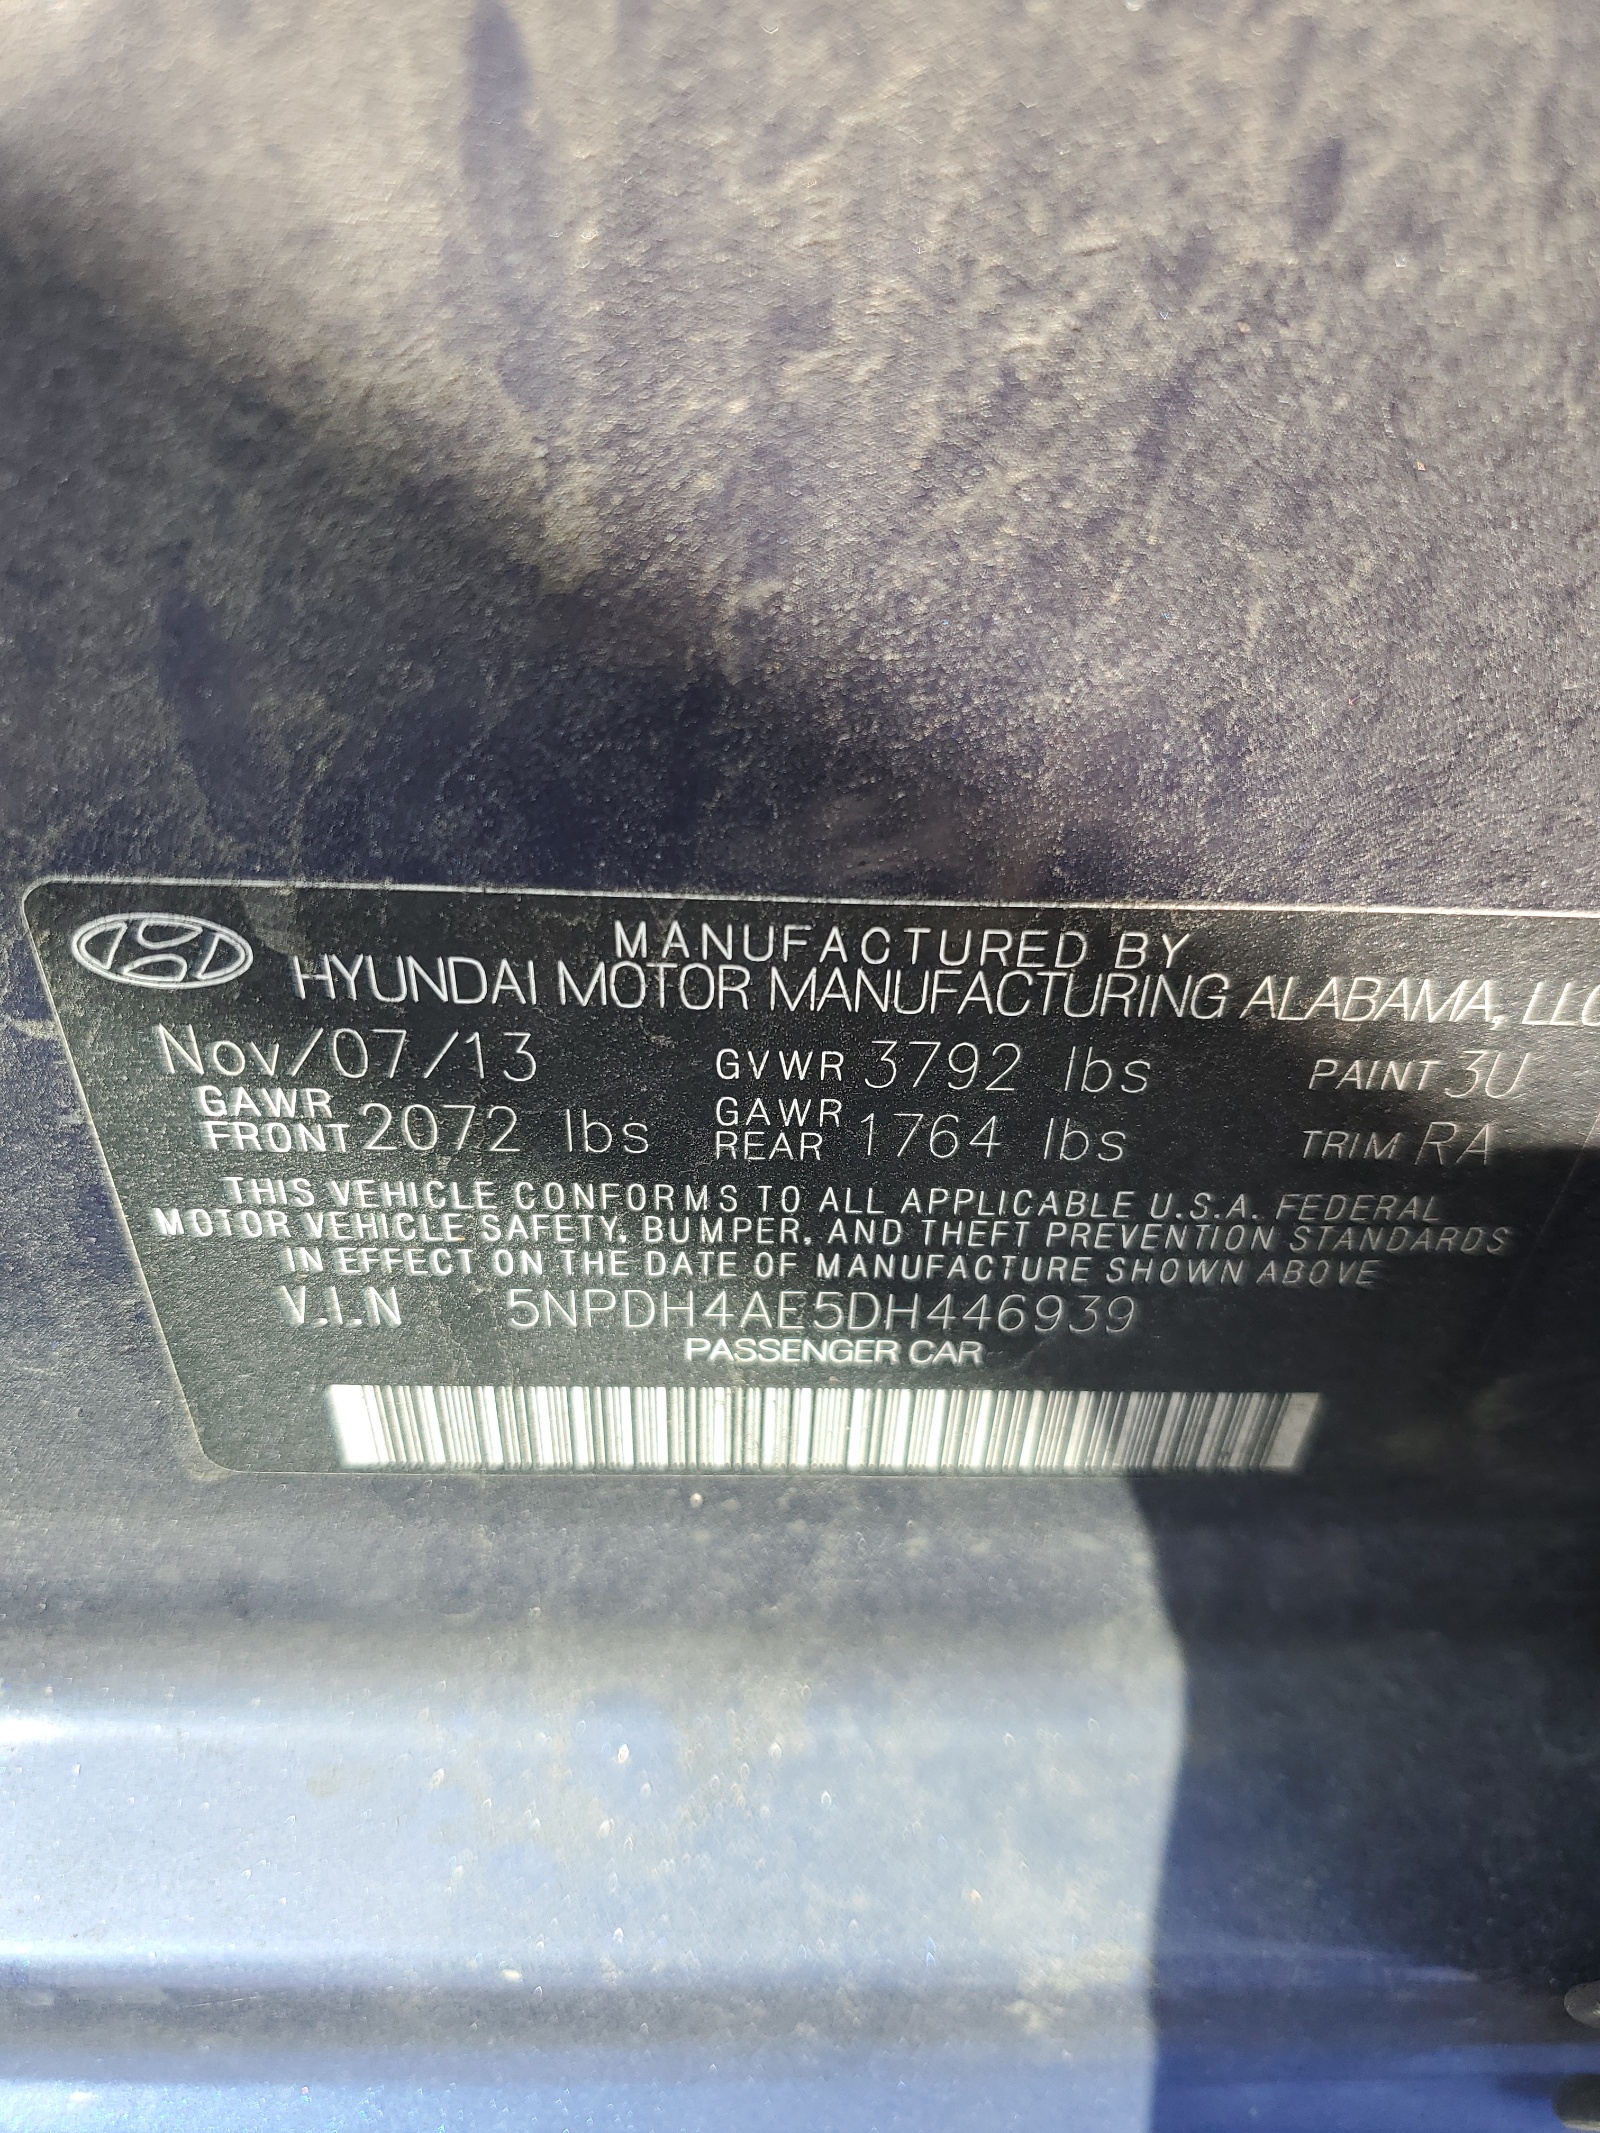 MANUFACTURED BY
HYUNDAI MOTOR MANUFACTURING ALABAMA, LLC
Nov/07/13 GVWR 3792 lbs PAINT 3U
GAWR FRONT 2072 lbs GAWR REAR 1764 lbs TRIM RA
THIS VEHICLE CONFORMS TO ALL APPLICABLE U.S.A. FEDERAL
MOTOR VEHICLE SAFETY, BUMPER, AND THEFT PREVENTION STANDARDS
IN EFFECT ON THE DATE OF MANUFACTURE SHOWN ABOVE
V.I.N 5NPDH4AE5DH446939
PASSENGER CAR